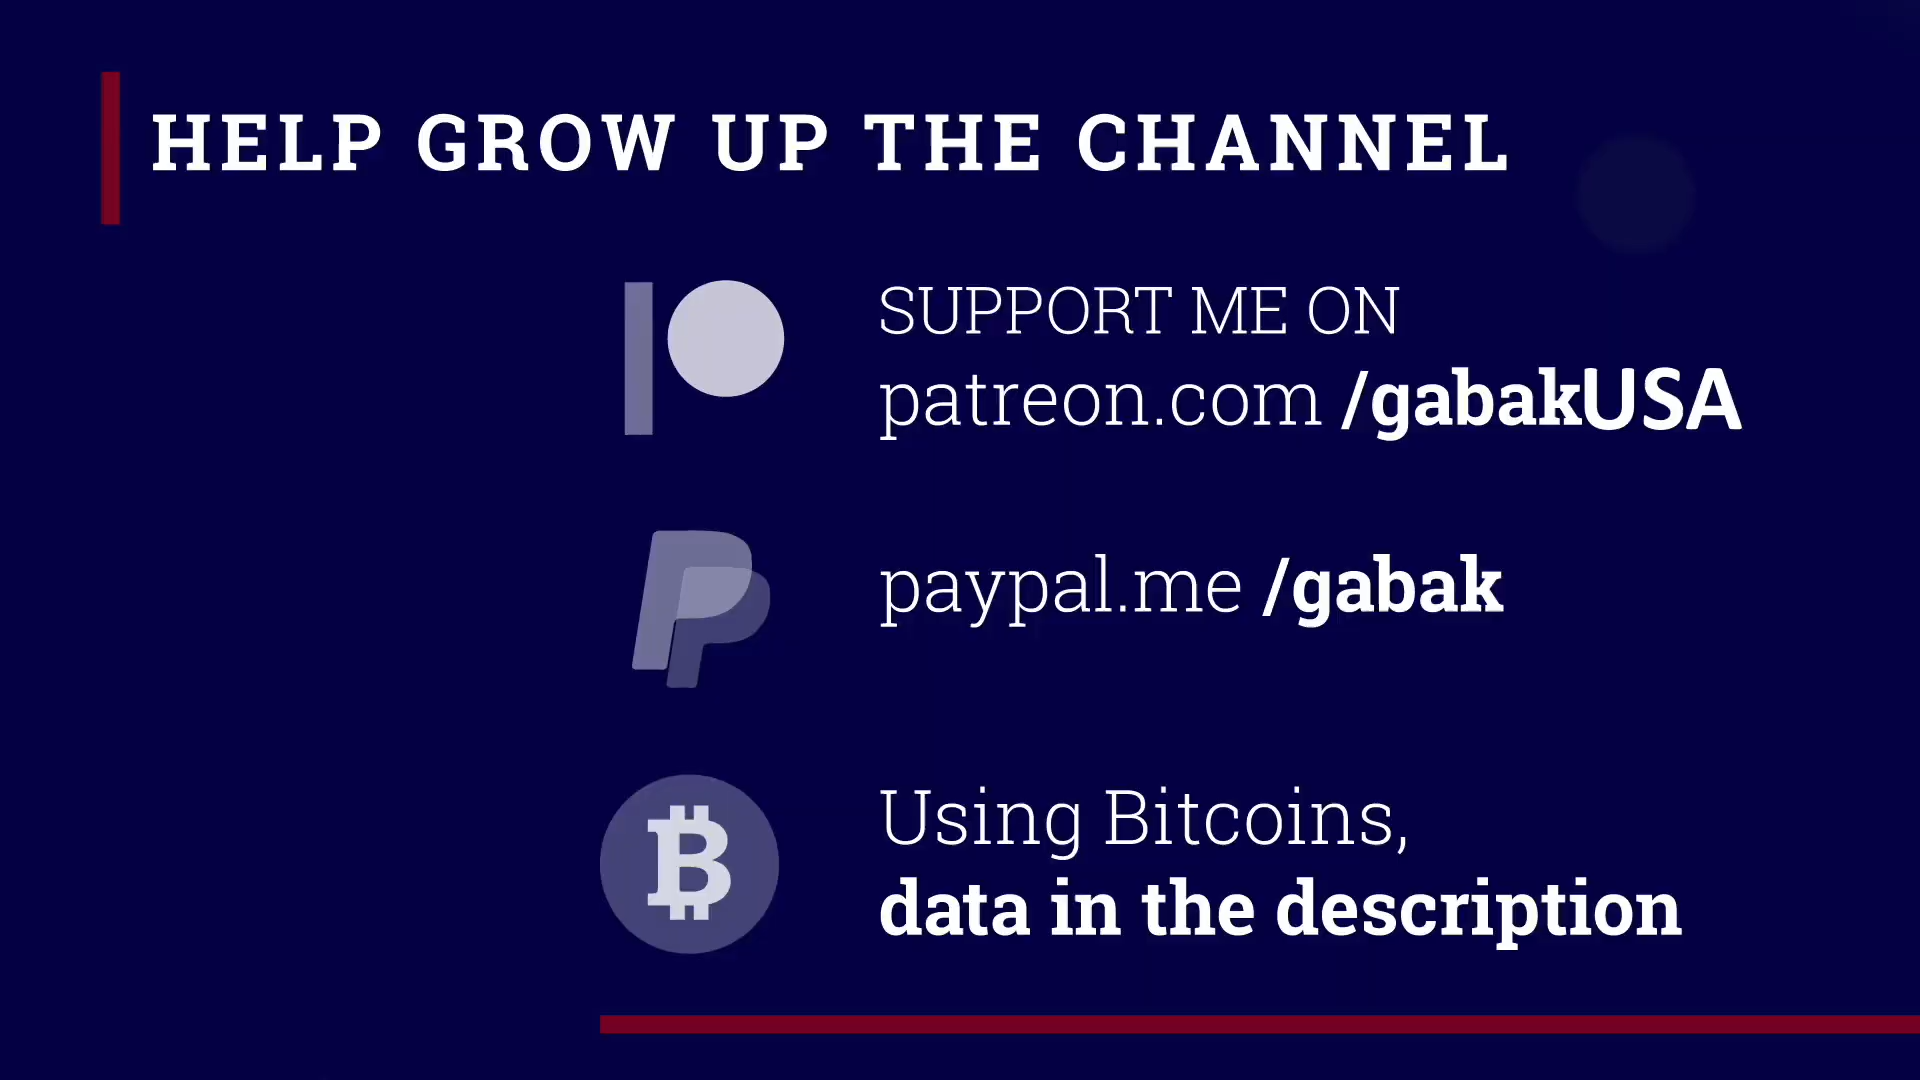 HELP GROW UP THE CHANNEL
SUPPORT ME ON
patreon.com /gabakUSA
paypal.me /gabak
Using Bitcoins,
data in the description